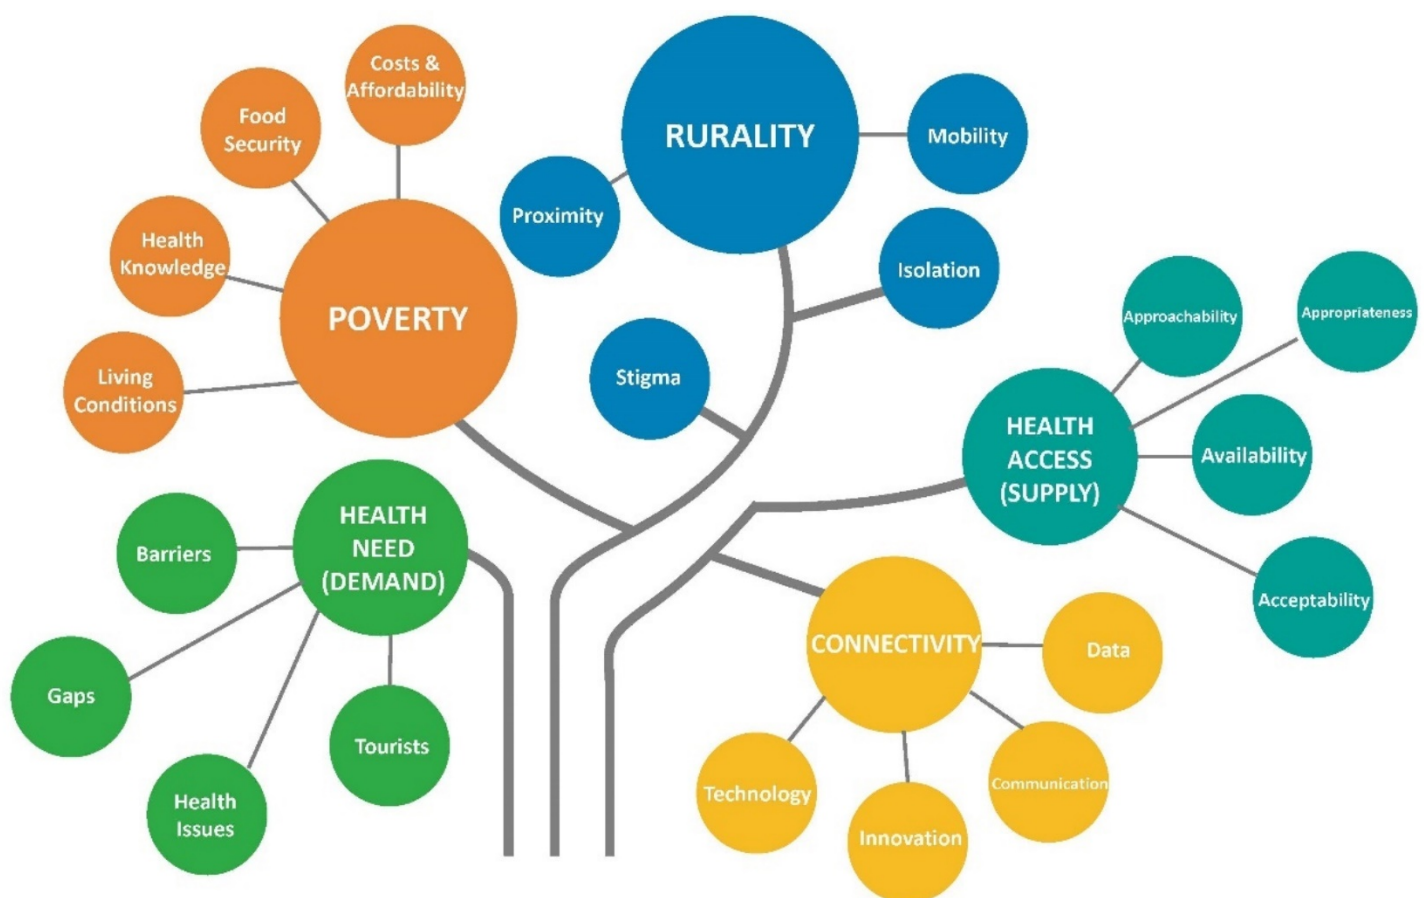 Costs &
Affordability
Food
Security
Health
Knowledge
Living
Conditions
POVERTY
RURALITY
Mobility
Proximity
Isolation
Stigma
Approachability
Appropriateness
HEALTH
ACCESS
(SUPPLY)
Availability
Acceptability
HEALTH
NEED
(DEMAND)
Barriers
Gaps
Health
Issues
Tourists
CONNECTIVITY
Data
Communication
Technology
Innovation